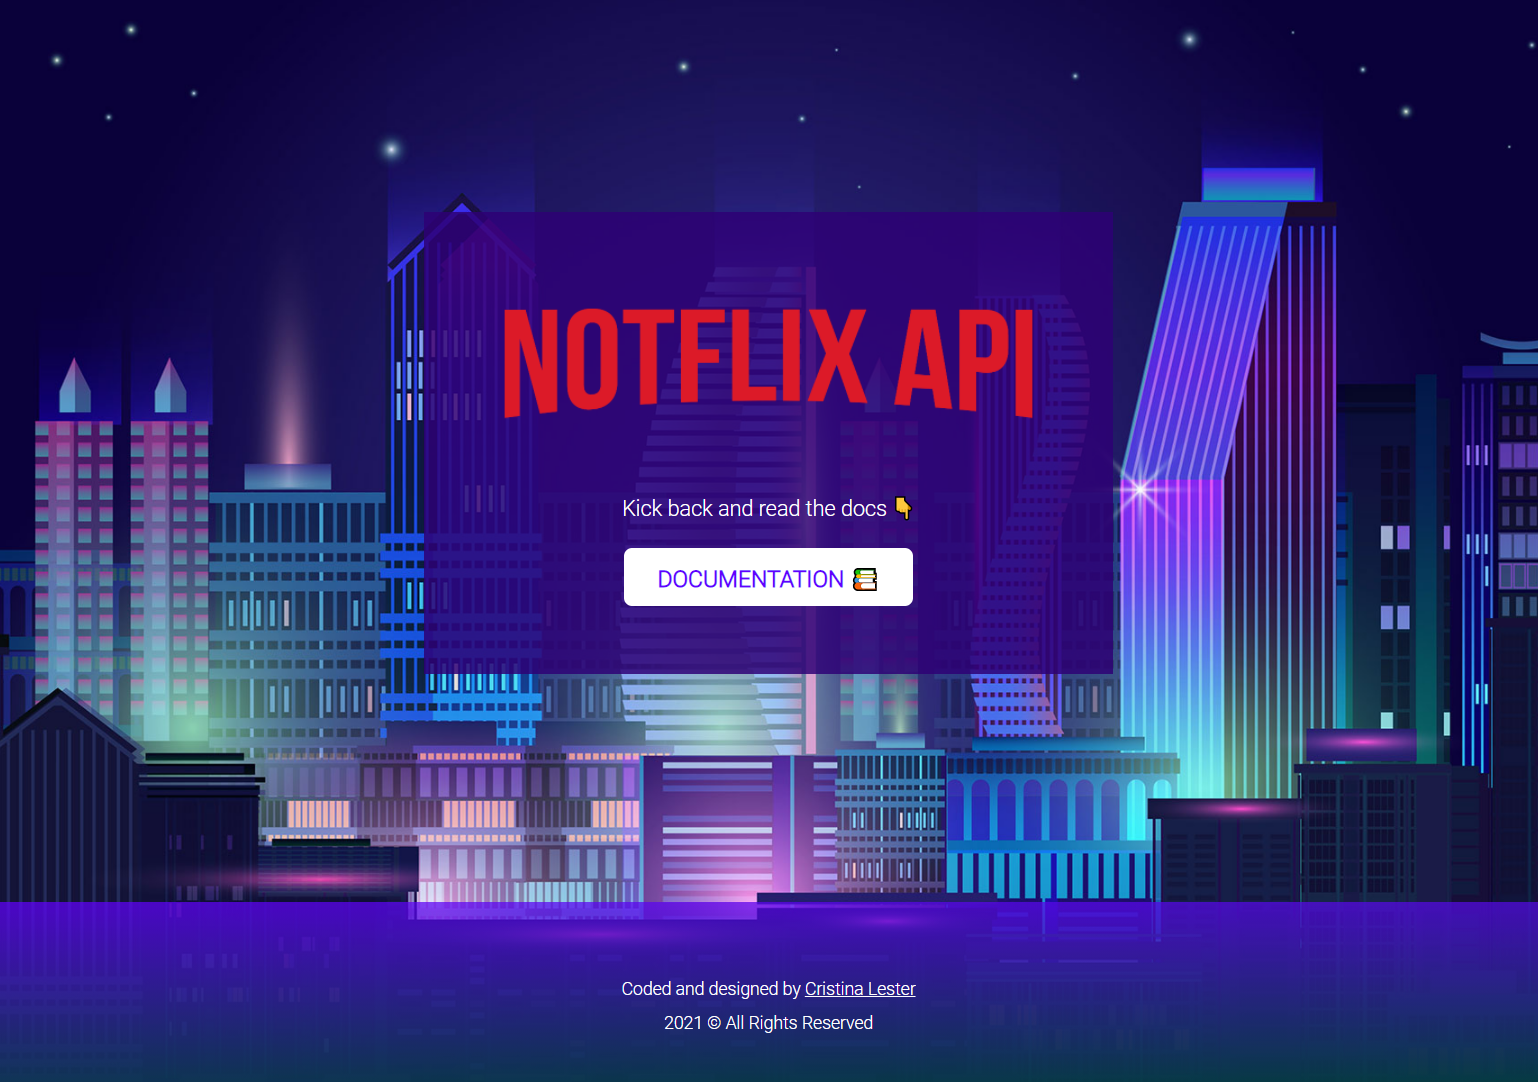 NOTFLIX API
Kick back and read the docs 👇
DOCUMENTATION 📚
Coded and designed by Cristina Lester
2021 © All Rights Reserved